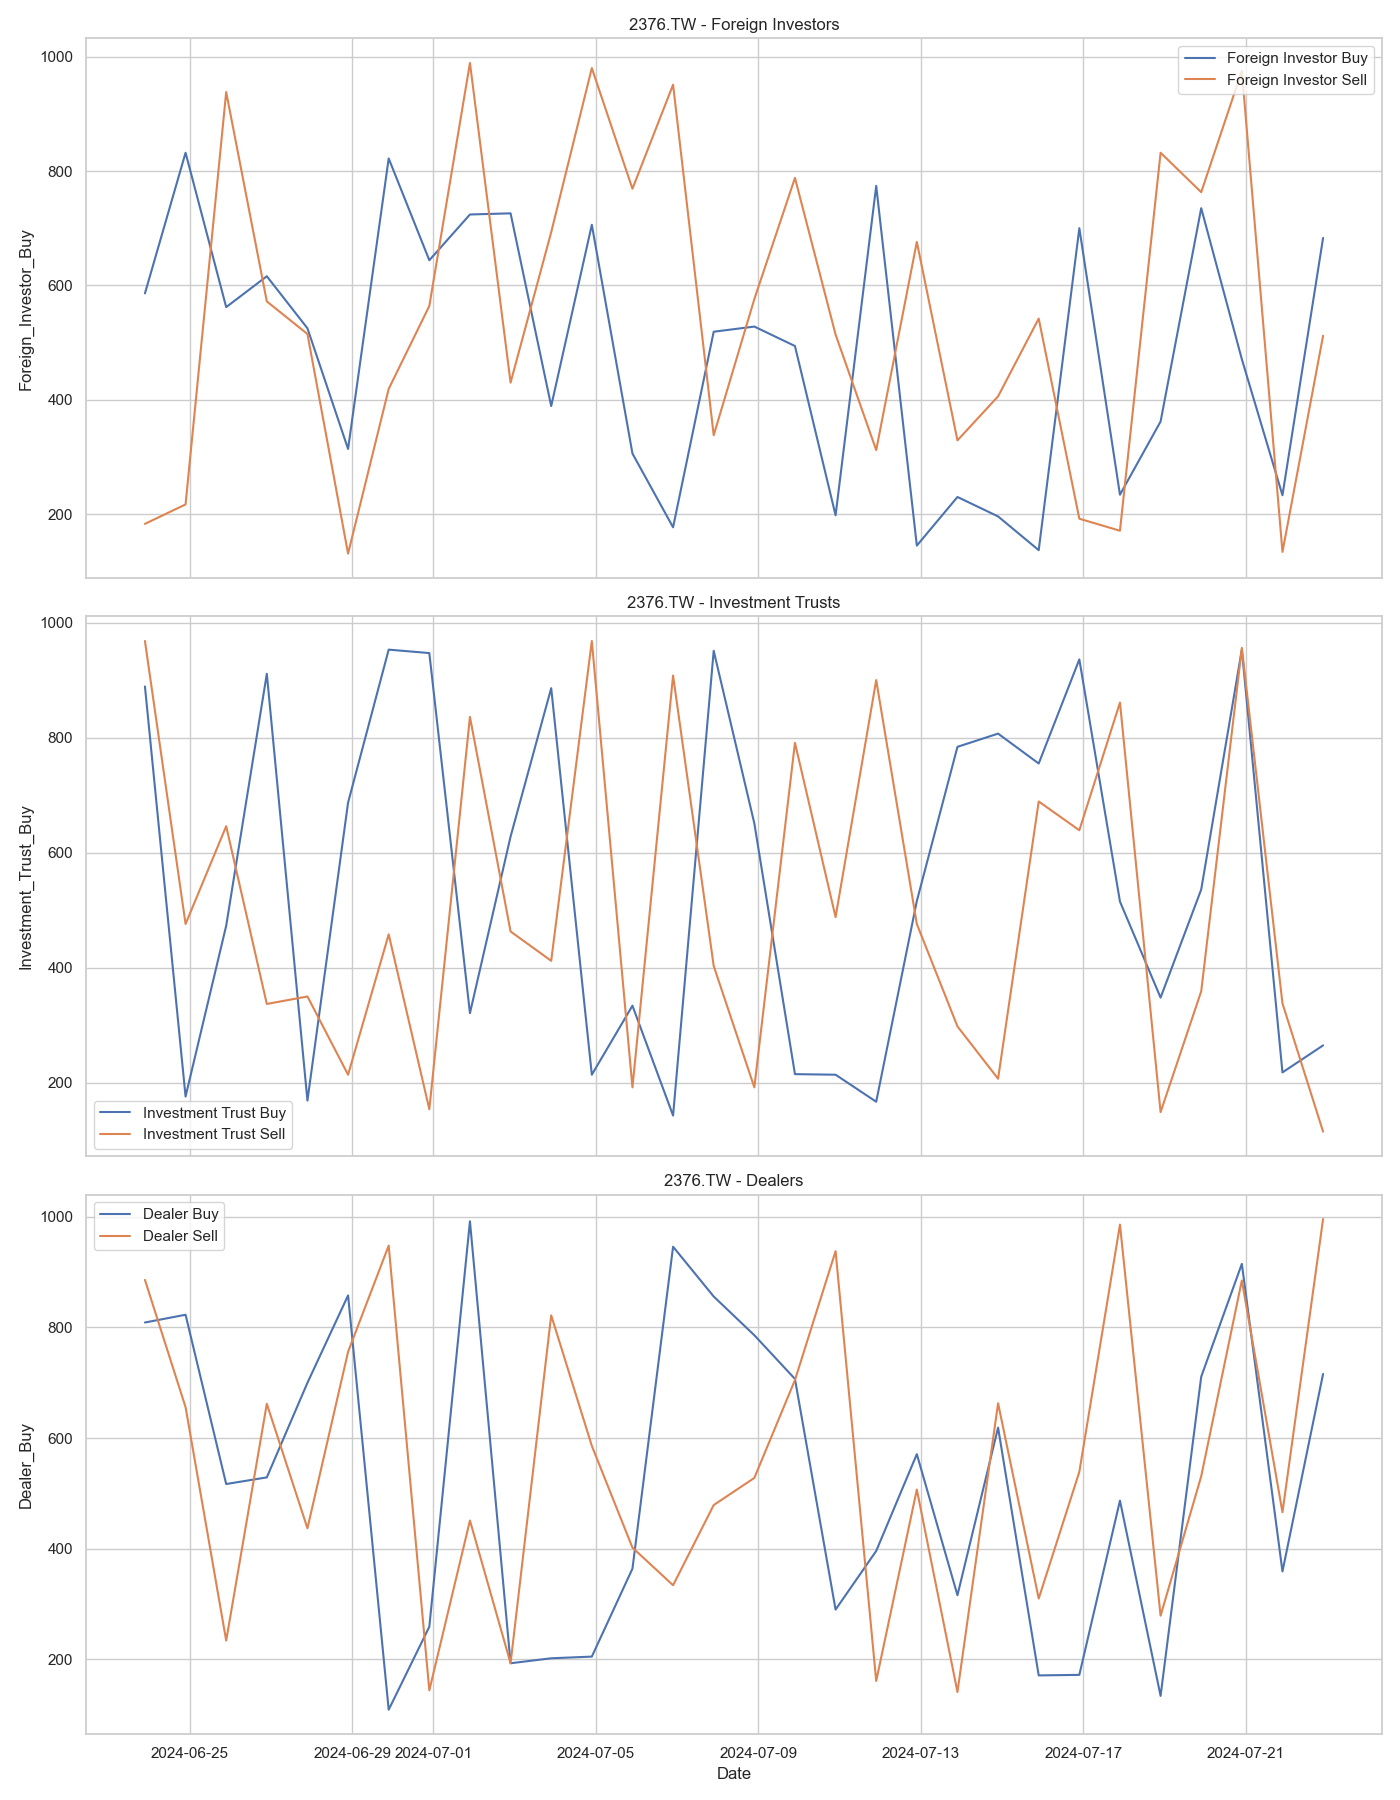 2376.TW - Foreign Investors
Foreign_Investor_Buy
1000
800
600
400
200
Foreign Investor Buy
Foreign Investor Sell
2376.TW - Investment Trusts
Investment_Trust_Buy
1000
800
600
400
200
Investment Trust Buy
Investment Trust Sell
2376.TW - Dealers
Dealer_Buy
1000
800
600
400
200
Dealer Buy
Dealer Sell
2024-06-25
2024-06-29
2024-07-01
2024-07-05
2024-07-09
2024-07-13
2024-07-17
2024-07-21
Date